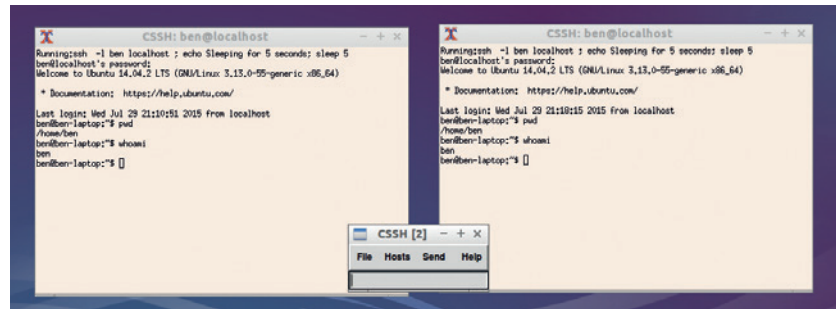 CSSH: ben@localhost
Running:ssh -l ben localhost ; echo Sleeping for 5 seconds; sleep 5
ben@localhost's password:
Welcome to Ubuntu 14.04.2 LTS (GNU/Linux 3.13.0-55-generic x86_64)
* Documentation: https://help.ubuntu.com/
Last login: Wed Jul 29 21:10:51 2015 from localhost
ben@ben-laptop:~$ pwd
/home/ben
ben@ben-laptop:~$ whoami
ben
ben@ben-laptop:~$
CSSH: ben@localhost
Running:ssh -l ben localhost ; echo Sleeping for 5 seconds; sleep 5
ben@localhost's password:
Welcome to Ubuntu 14.04.2 LTS (GNU/Linux 3.13.0-55-generic x86_64)
* Documentation: https://help.ubuntu.com/
Last login: Wed Jul 29 21:18:15 2015 from localhost
ben@ben-laptop:~$ pwd
/home/ben
ben@ben-laptop:~$ whoami
ben
ben@ben-laptop:~$
CSSH [2]
File Hosts Send Help